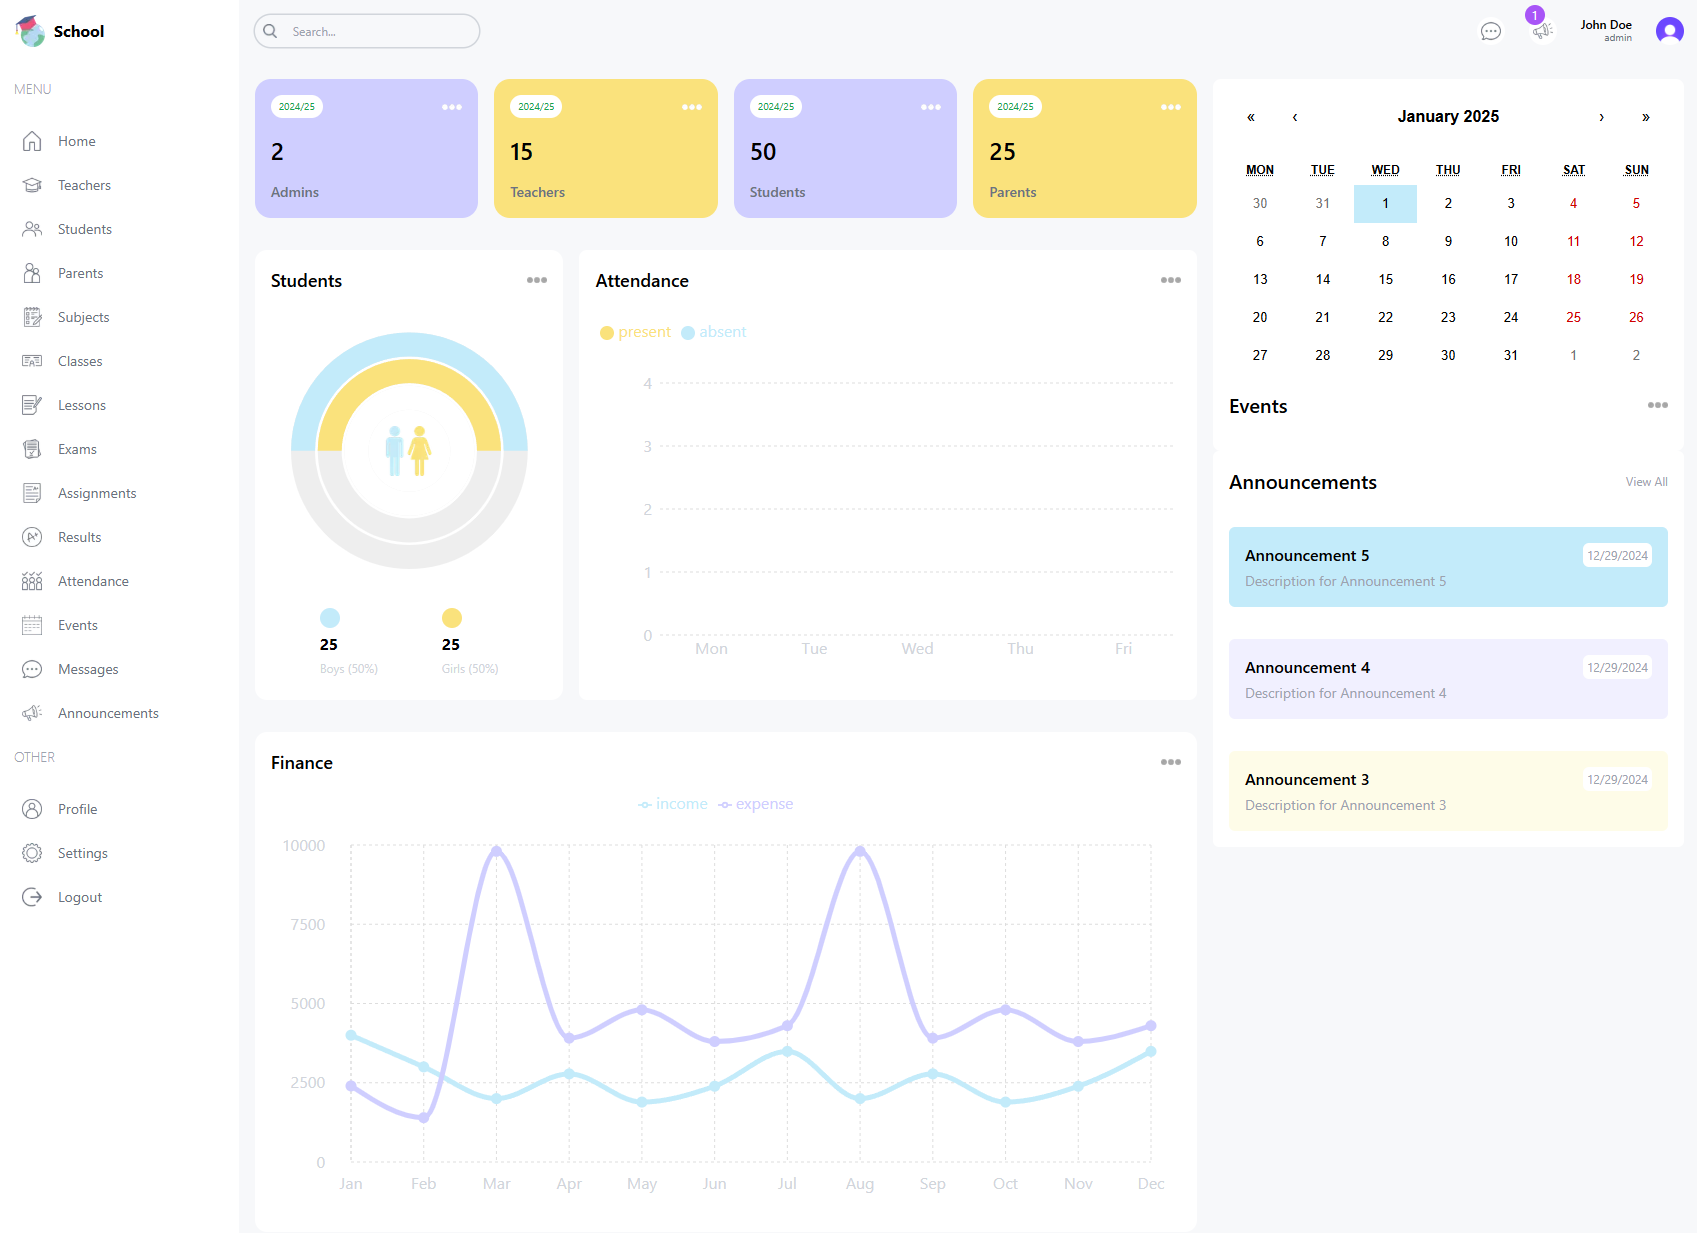 School
MENU
Home
Teachers
Students
Parents
Subjects
Classes
Lessons
Exams
Assignments
Results
Attendance
Events
Messages
Announcements
OTHER
Profile
Settings
Logout
Search...
1
John Doe
admin
2024/25
2
Admins
2024/25
15
Teachers
2024/25
50
Students
2024/25
25
Parents
Students
25
Boys (50%)
25
Girls (50%)
Attendance
present absent
4
3
2
1
0
Mon Tue Wed Thu Fri
Finance
income expense
10000
7500
5000
2500
0
Jan Feb Mar Apr May Jun Jul Aug Sep Oct Nov Dec
« ‹ January 2025 › »
MON TUE WED THU FRI SAT SUN
30 31 1 2 3 4 5
6 7 8 9 10 11 12
13 14 15 16 17 18 19
20 21 22 23 24 25 26
27 28 29 30 31 1 2
Events
Announcements View All
Announcement 5 12/29/2024
Description for Announcement 5
Announcement 4 12/29/2024
Description for Announcement 4
Announcement 3 12/29/2024
Description for Announcement 3